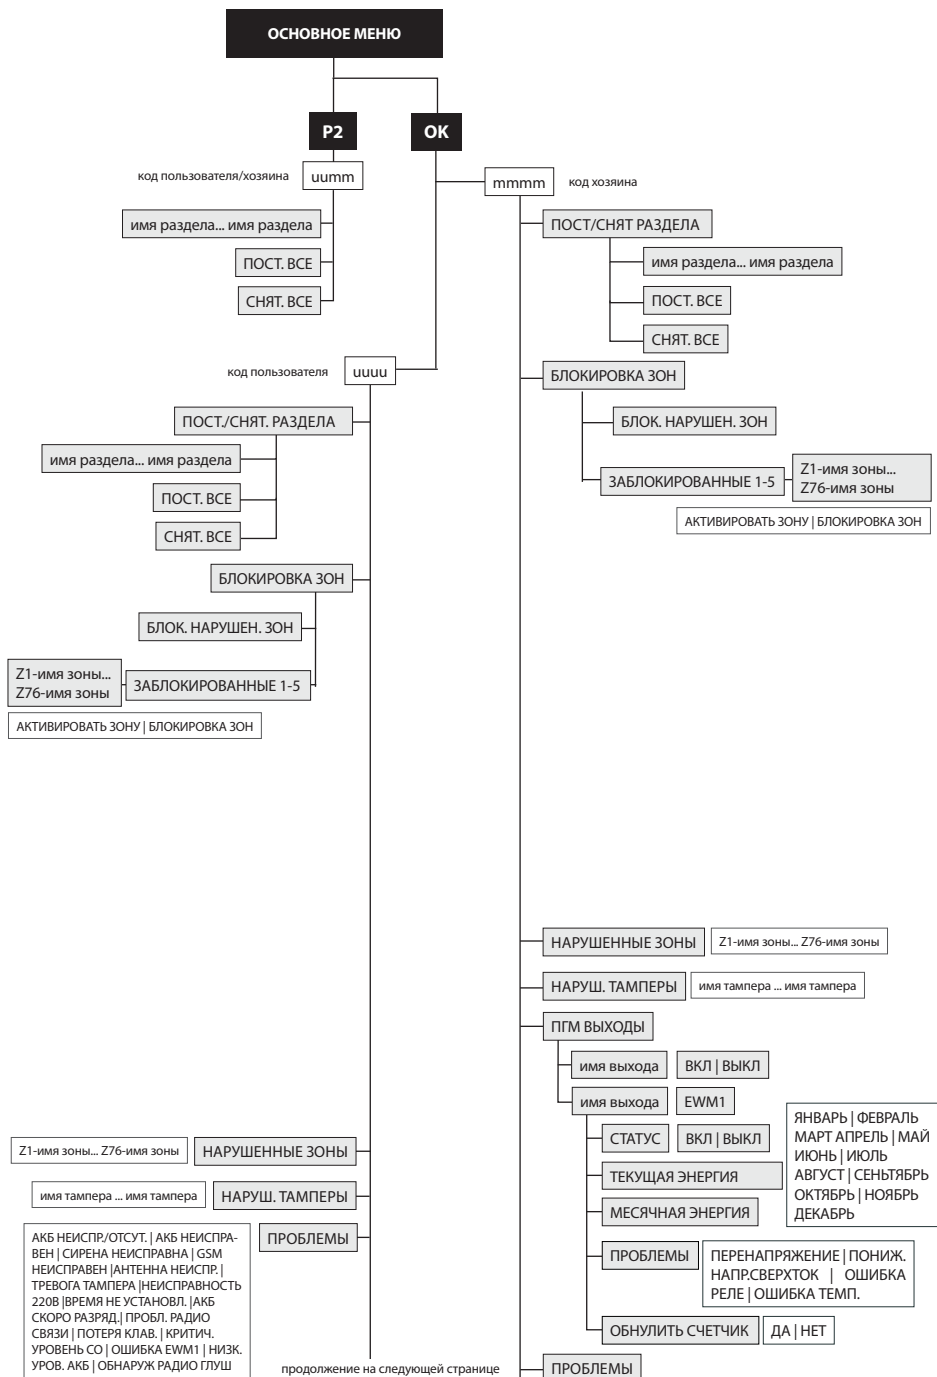 ОСНОВНОЕ МЕНЮ
P2
OK
код пользователя/хозяина
uumm
имя раздела... имя раздела
ПОСТ. ВСЕ
СНЯТ. ВСЕ
mmmm
код хозяина
ПОСТ/СНЯТ РАЗДЕЛА
имя раздела... имя раздела
ПОСТ. ВСЕ
СНЯТ. ВСЕ
БЛОКИРОВКА ЗОН
БЛОК. НАРУШЕН. ЗОН
ЗАБЛОКИРОВАННЫЕ 1-5
Z1-имя зоны...
Z76-имя зоны
АКТИВИРОВАТЬ ЗОНУ | БЛОКИРОВКА ЗОН
код пользователя
uuuu
ПОСТ./СНЯТ. РАЗДЕЛА
имя раздела... имя раздела
ПОСТ. ВСЕ
СНЯТ. ВСЕ
БЛОКИРОВКА ЗОН
БЛОК. НАРУШЕН. ЗОН
Z1-имя зоны...
Z76-имя зоны
ЗАБЛОКИРОВАННЫЕ 1-5
АКТИВИРОВАТЬ ЗОНУ | БЛОКИРОВКА ЗОН
НАРУШЕННЫЕ ЗОНЫ
Z1-имя зоны... Z76-имя зоны
НАРУШ. ТАМПЕРЫ
имя тампера ... имя тампера
ПГМ ВЫХОДЫ
имя выхода
ВКЛ | ВЫКЛ
имя выхода
EWM1
СТАТУС
ВКЛ | ВЫКЛ
ТЕКУЩАЯ ЭНЕРГИЯ
МЕСЯЧНАЯ ЭНЕРГИЯ
ЯНВАРЬ | ФЕВРАЛЬ
МАРТ АПРЕЛЬ | МАЙ
ИЮНЬ | ИЮЛЬ
АВГУСТ | СЕНЬТЯБРЬ
ОКТЯБРЬ | НОЯБРЬ
ДЕКАБРЬ
ПРОБЛЕМЫ
ПЕРЕНАПРЯЖЕНИЕ | ПОНИЖ.
НАПР.СВЕРХТОК | ОШИБКА
РЕЛЕ | ОШИБКА ТЕМП.
ОБНУЛИТЬ СЧЕТЧИК
ДА | НЕТ
ПРОБЛЕМЫ
Z1-имя зоны... Z76-имя зоны
НАРУШЕННЫЕ ЗОНЫ
имя тампера ... имя тампера
НАРУШ. ТАМПЕРЫ
ПРОБЛЕМЫ
АКБ НЕИСПР./ОТСУТ. | АКБ НЕИСПРА-
ВЕН | СИРЕНА НЕИСПРАВНА | GSM
НЕИСПРАВЕН |АНТЕННА НЕИСПР. |
ТРЕВОГА ТАМПЕРА |НЕИСПРАВНОСТЬ
220В |ВРЕМЯ НЕ УСТАНОВЛ. |АКБ
СКОРО РАЗРЯД.| ПРОБЛ. РАДИО
СВЯЗИ | ПОТЕРЯ КЛАВ. | КРИТИЧ.
УРОВЕНЬ CO | ОШИБКА EWM1 | НИЗК.
УРОВ. АКБ | ОБНАРУЖ РАДИО ГЛУШ
продолжение на следующей странице